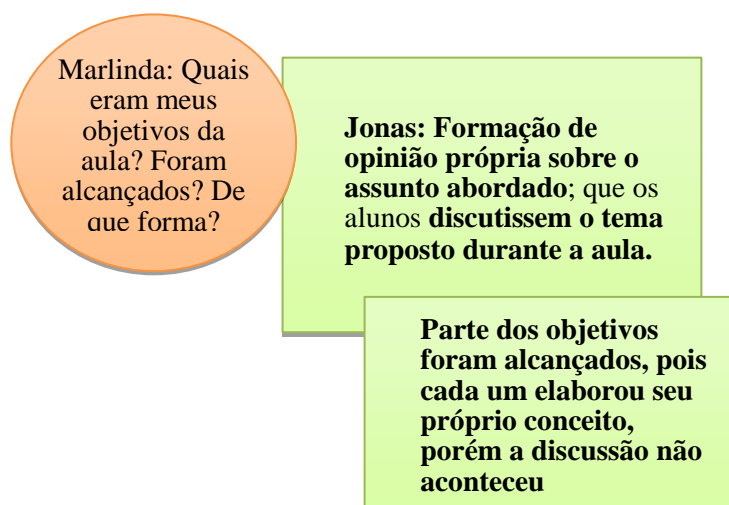 Marlinda: Quais
eram meus
objetivos da
aula? Foram
alcançados? De
que forma?
Jonas: Formação de
opinião própria sobre o
assunto abordado; que os
alunos discutissem o tema
proposto durante a aula.
Parte dos objetivos
foram alcançados, pois
cada um elaborou seu
próprio conceito,
porém a discussão não
aconteceu